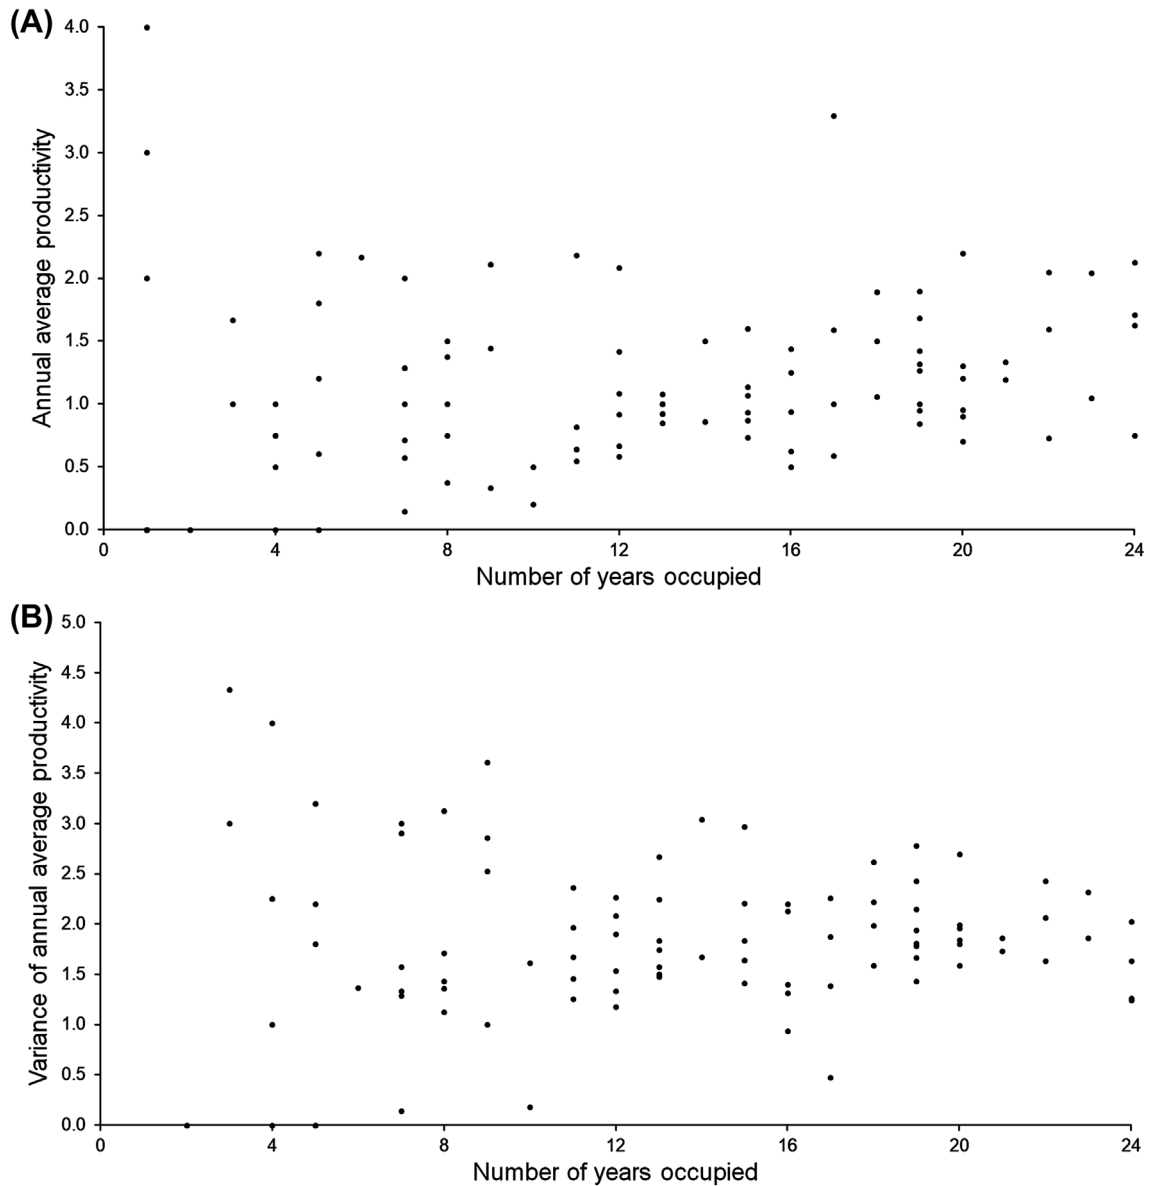 (A)
4.0
3.5
3.0
2.5
2.0
1.5
1.0
0.5
0.0
Annual average productivity
0 4 8 12 16 20 24
Number of years occupied
(B)
5.0
4.5
4.0
3.5
3.0
2.5
2.0
1.5
1.0
0.5
0.0
Variance of annual average productivity
0 4 8 12 16 20 24
Number of years occupied